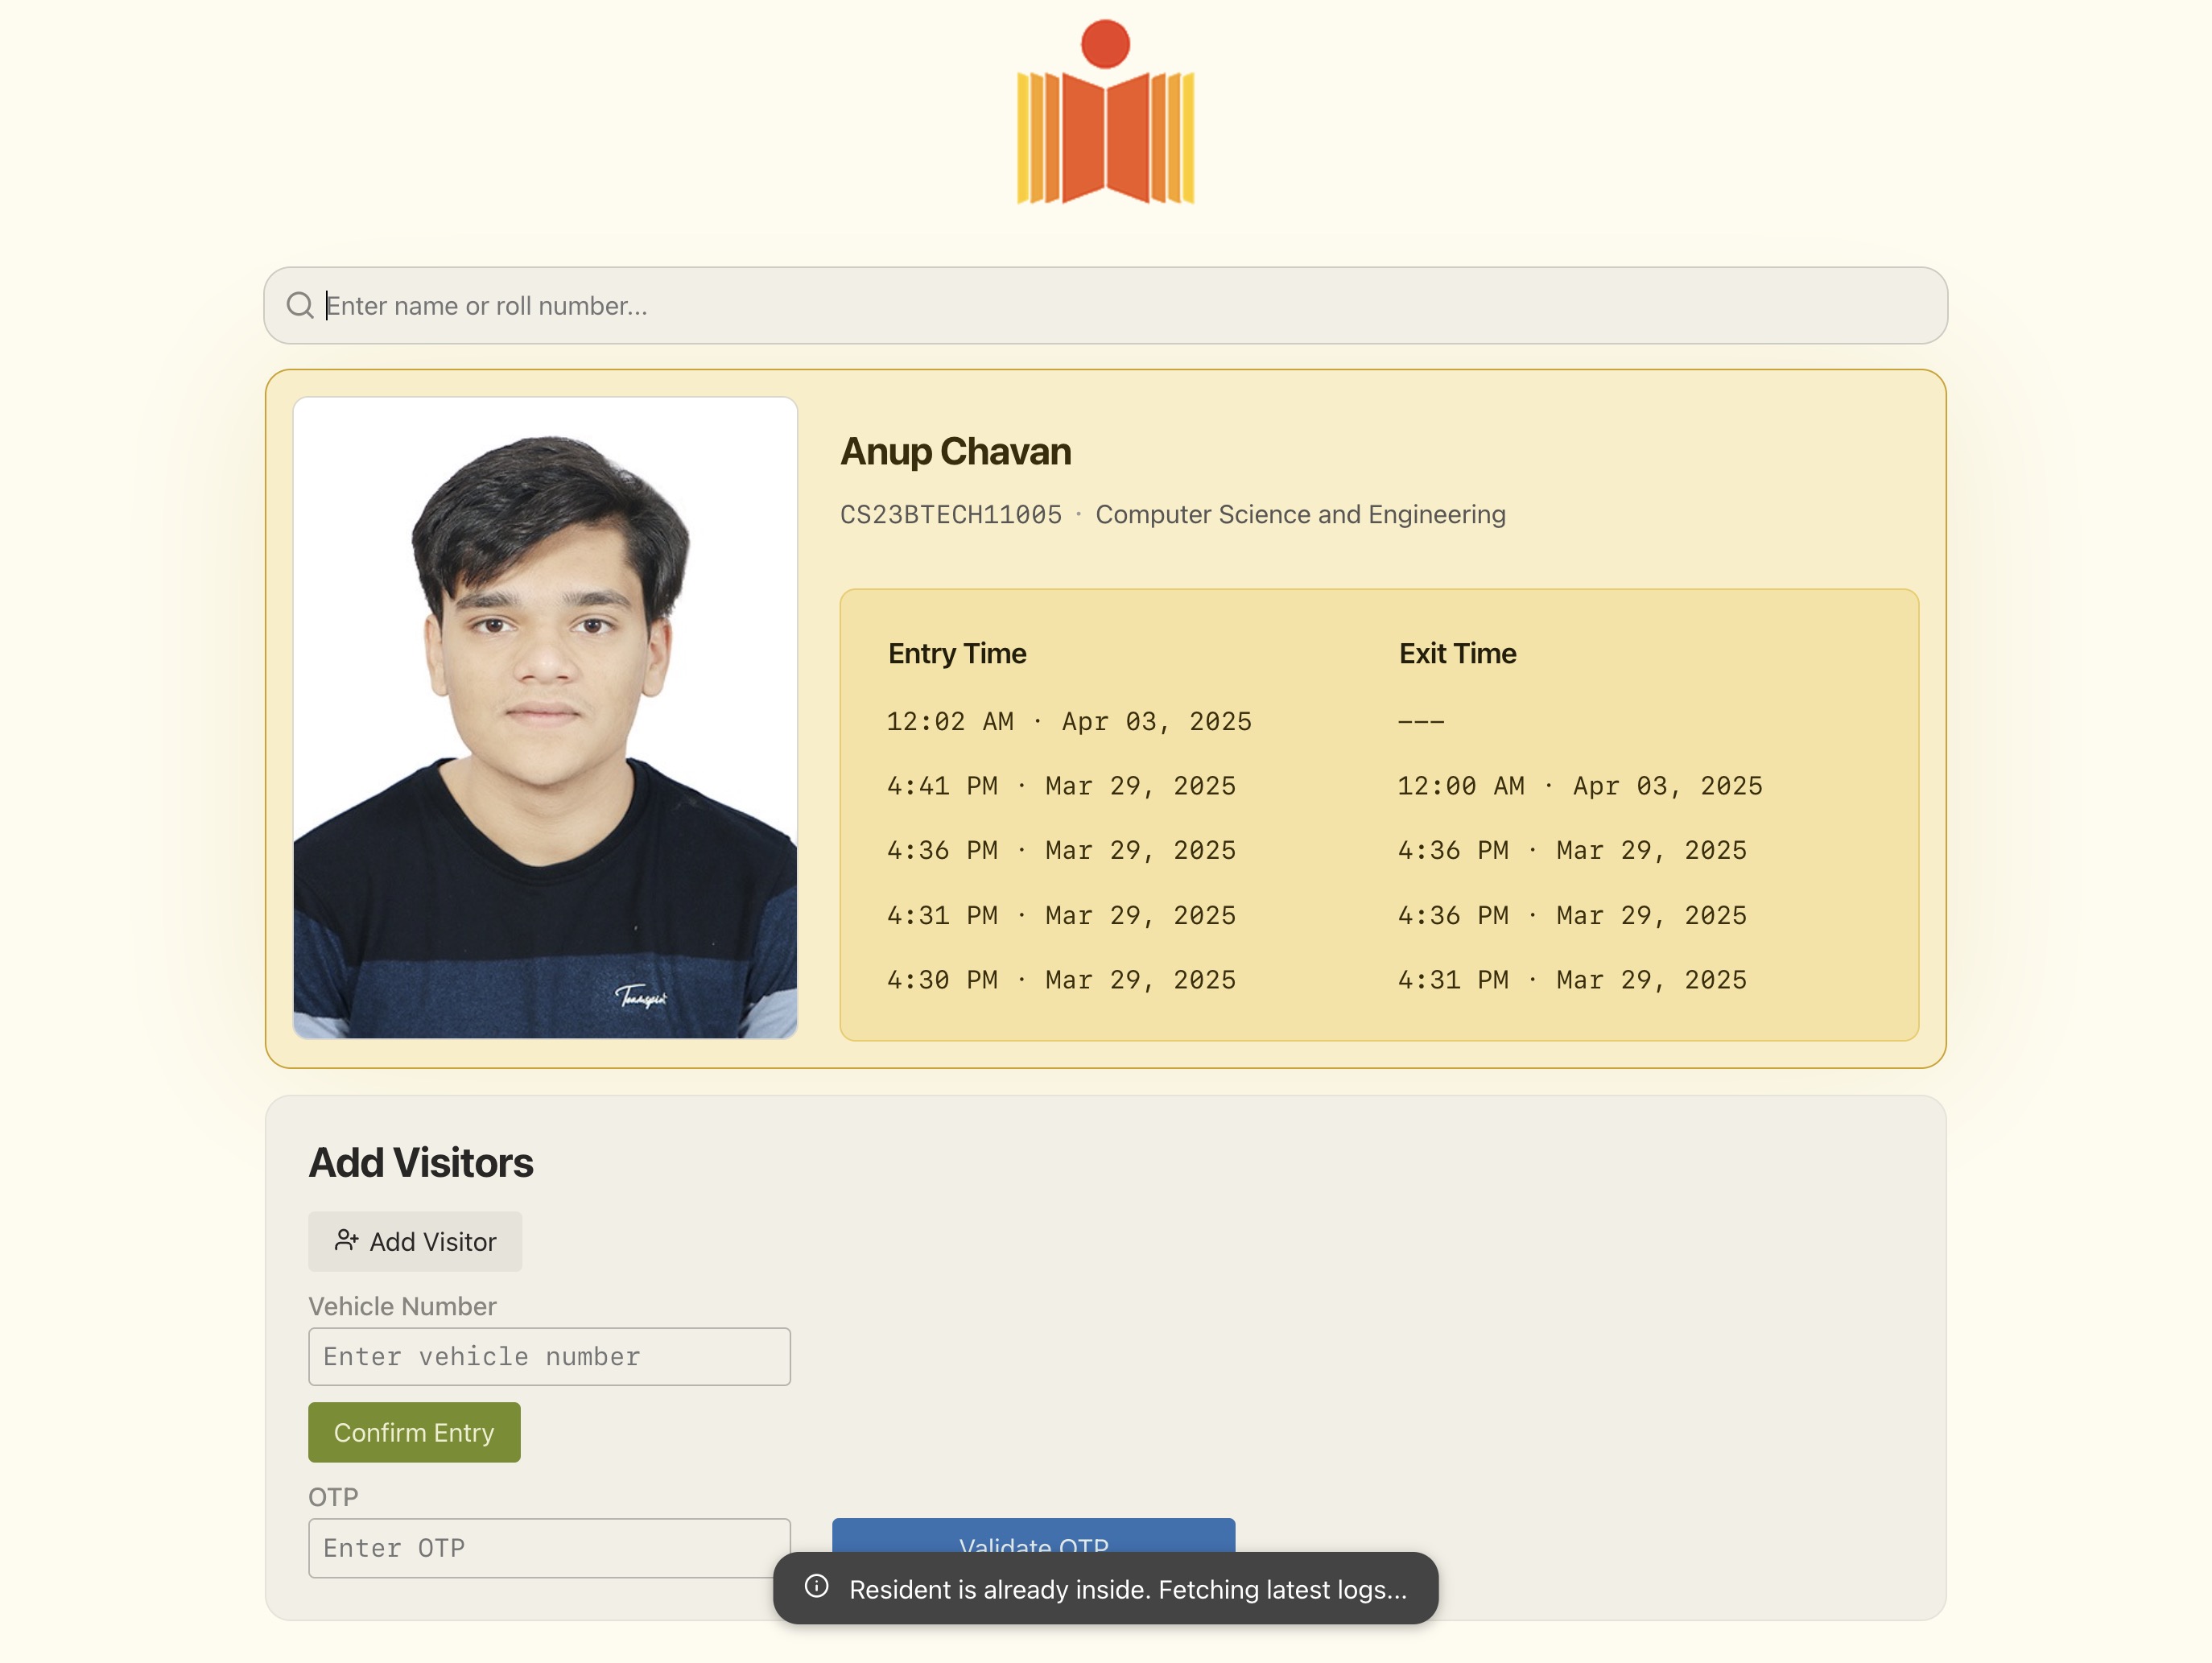 Enter name or roll number...
Anup Chavan
CS23BTECH11005 · Computer Science and Engineering
Entry Time Exit Time
12:02 AM · Apr 03, 2025 ---
4:41 PM · Mar 29, 2025 12:00 AM · Apr 03, 2025
4:36 PM · Mar 29, 2025 4:36 PM · Mar 29, 2025
4:31 PM · Mar 29, 2025 4:36 PM · Mar 29, 2025
4:30 PM · Mar 29, 2025 4:31 PM · Mar 29, 2025
Add Visitors
Add Visitor
Vehicle Number
Enter vehicle number
Confirm Entry
OTP
Enter OTP Validate OTP
Resident is already inside. Fetching latest logs...